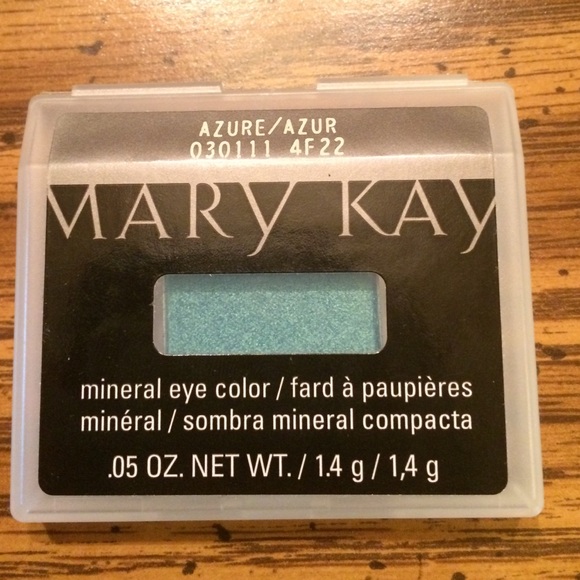 AZURE/AZUR
030111 4F22
MARY KAY
mineral eye color / fard à paupières
minéral / sombra mineral compacta
.05 OZ. NET WT. / 1.4 g / 1,4 g